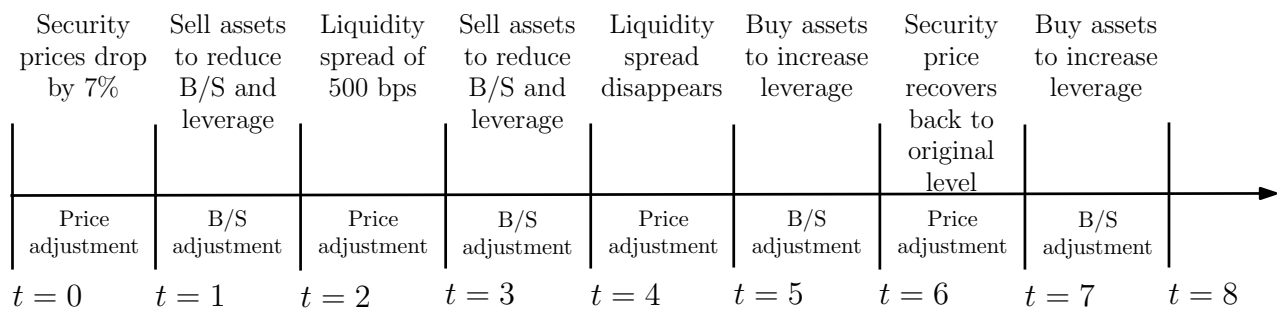 Security
prices drop
by 7%
Sell assets
to reduce
B/S and
leverage
Liquidity
spread of
500 bps
Sell assets
to reduce
B/S and
leverage
Liquidity
spread
disappears
Buy assets
to increase
leverage
Security
price
recovers
back to
original
level
Buy assets
to increase
leverage
Price
adjustment
B/S
adjustment
Price
adjustment
B/S
adjustment
Price
adjustment
B/S
adjustment
Price
adjustment
B/S
adjustment
t = 0
t = 1
t = 2
t = 3
t = 4
t = 5
t = 6
t = 7
t = 8